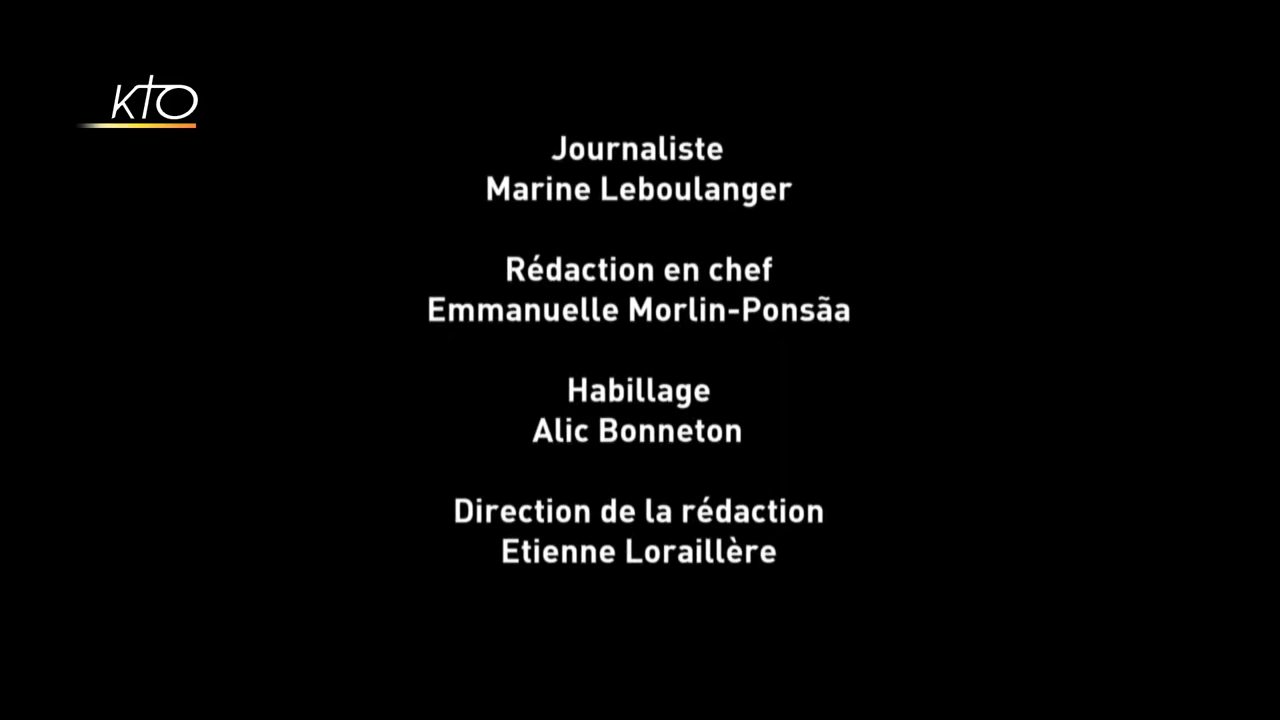 KTO
Journaliste
Marine Leboulanger
Rédaction en chef
Emmanuelle Morlin-Ponsãa
Habillage
Alic Bonneton
Direction de la rédaction
Etienne Loraillère